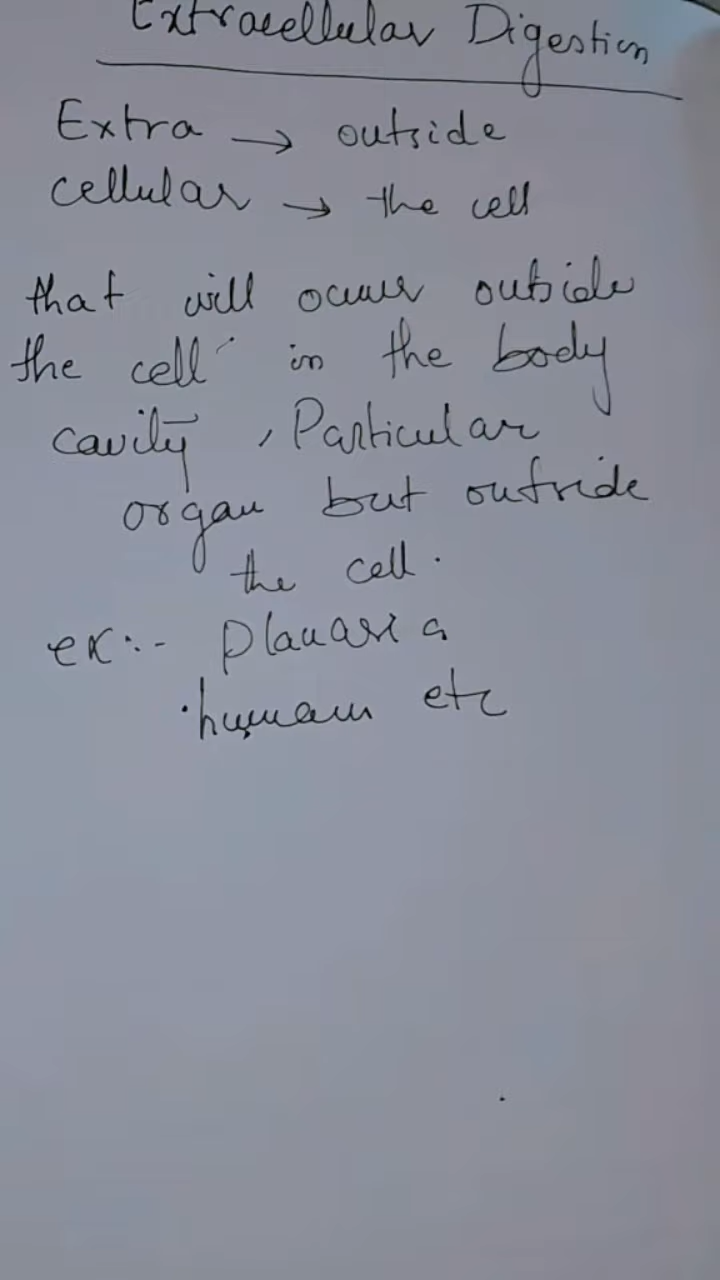 Extracellular Digestion
Extra → outside
cellular → the cell
that will occur outside
the cell in the body
cavity, Particular
organ but outside
the cell.
ex:- Planaria
human etc